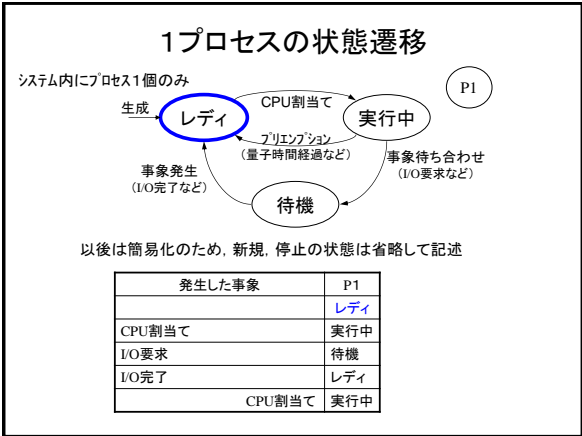 1プロセスの状態遷移
システム内にプロセス1個のみ
P1
生成
レディ
CPU割当て
実行中
プリエンプション
(量子時間経過など)
事象発生
(I/O完了など)
事象待ち合わせ
(I/O要求など)
待機
以後は簡易化のため, 新規, 停止の状態は省略して記述
発生した事象 P1
レディ
CPU割当て 実行中
I/O要求 待機
I/O完了 レディ
CPU割当て 実行中